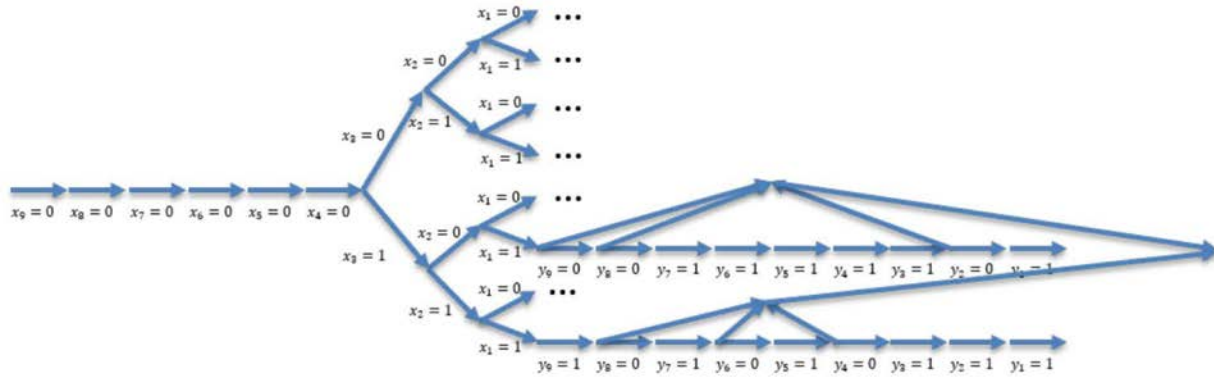 x₁ = 0 ...
x₂ = 0
x₁ = 1 ...
x₁ = 0 ...
x₃ = 0
x₂ = 1
x₁ = 1 ...
x₉ = 0 x₈ = 0 x₇ = 0 x₆ = 0 x₅ = 0 x₄ = 0
x₁ = 0 ...
x₂ = 0
x₃ = 1
x₁ = 1
y₉ = 0 y₈ = 0 y₇ = 1 y₆ = 1 y₅ = 1 y₄ = 1 y₃ = 1 y₂ = 0 y₁ = 1
x₁ = 0 ...
x₂ = 1
x₁ = 1
y₉ = 1 y₈ = 0 y₇ = 1 y₆ = 0 y₅ = 1 y₄ = 0 y₃ = 1 y₂ = 1 y₁ = 1